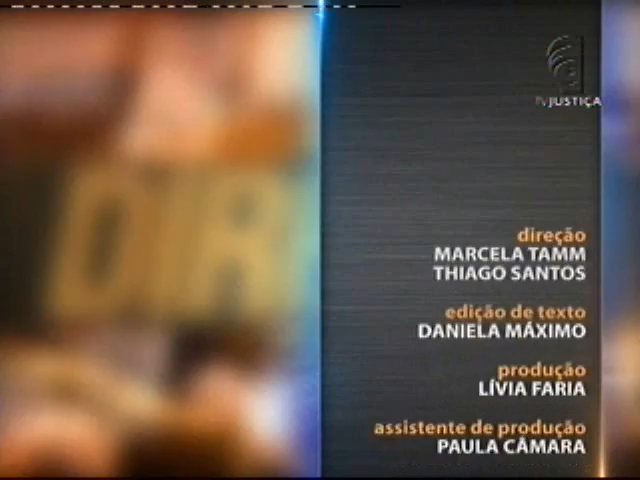 DIR
TV JUSTIÇA
direção
MARCELA TAMM
THIAGO SANTOS
edição de texto
DANIELA MÁXIMO
produção
LÍVIA FARIA
assistente de produção
PAULA CÂMARA